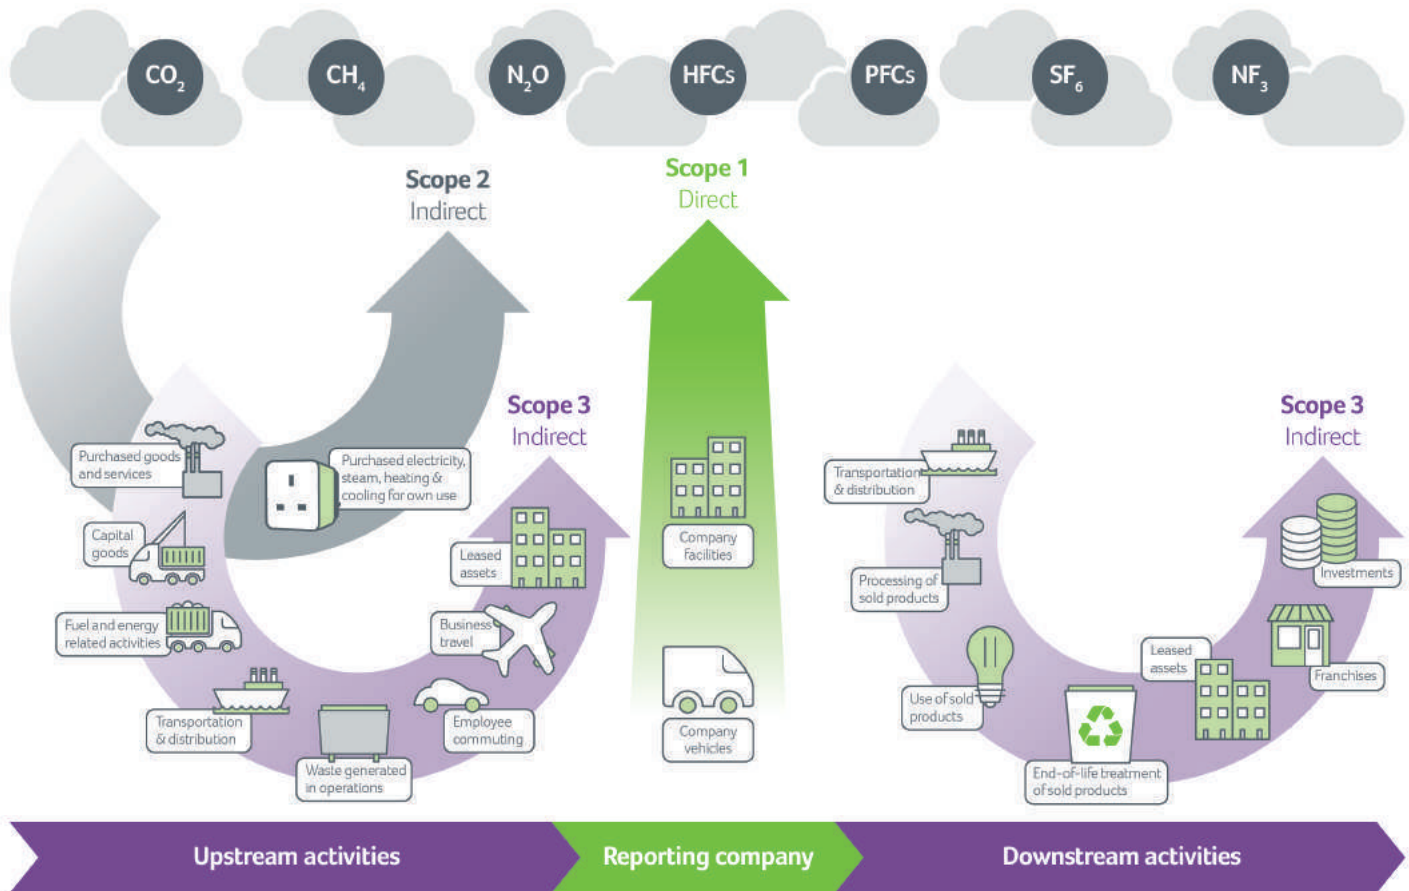 CO₂
CH₄
N₂O
HFCs
PFCs
SF₆
NF₃
Scope 2
Indirect
Scope 1
Direct
Scope 3
Indirect
Scope 3
Indirect
Purchased goods
and services
Purchased electricity,
steam, heating &
cooling for own use
Capital
goods
Fuel and energy
related activities
Transportation
& distribution
Waste generated
in operations
Employee
commuting
Business
travel
Leased
assets
Company
facilities
Company
vehicles
Transportation
& distribution
Processing of
sold products
Use of sold
products
End-of-life treatment
of sold products
Leased
assets
Franchises
Investments
Upstream activities
Reporting company
Downstream activities